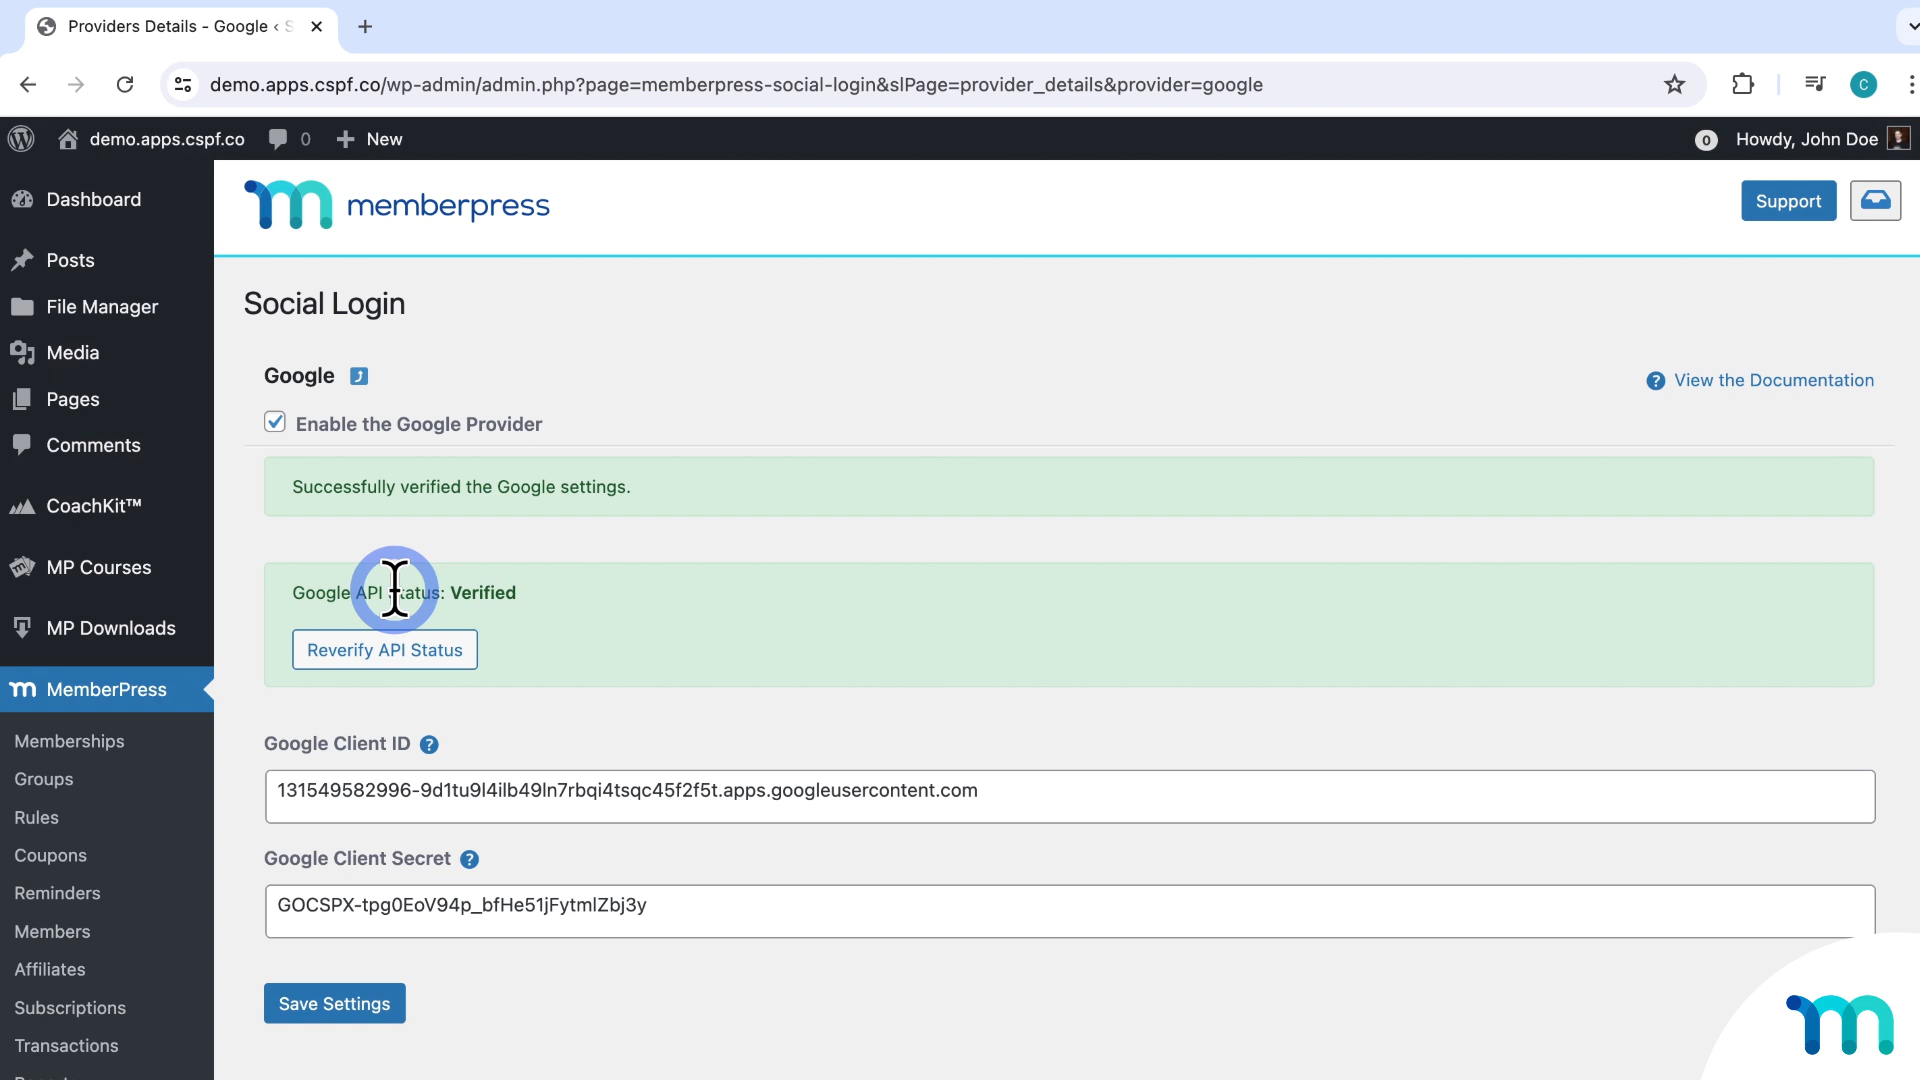 Providers Details - Google ‹ S
demo.apps.cspf.co/wp-admin/admin.php?page=memberpress-social-login&slPage=provider_details&provider=google
C
demo.apps.cspf.co
0
New
0
Howdy, John Doe
Dashboard
Posts
File Manager
Media
Pages
Comments
CoachKit™
MP Courses
MP Downloads
MemberPress
Memberships
Groups
Rules
Coupons
Reminders
Members
Affiliates
Subscriptions
Transactions
memberpress
Support
Social Login
Google
View the Documentation
Enable the Google Provider
Successfully verified the Google settings.
Google API Status: Verified
Reverify API Status
Google Client ID
131549582996-9d1tu9l4ilb49ln7rbqi4tsqc45f2f5t.apps.googleusercontent.com
Google Client Secret
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
Save Settings